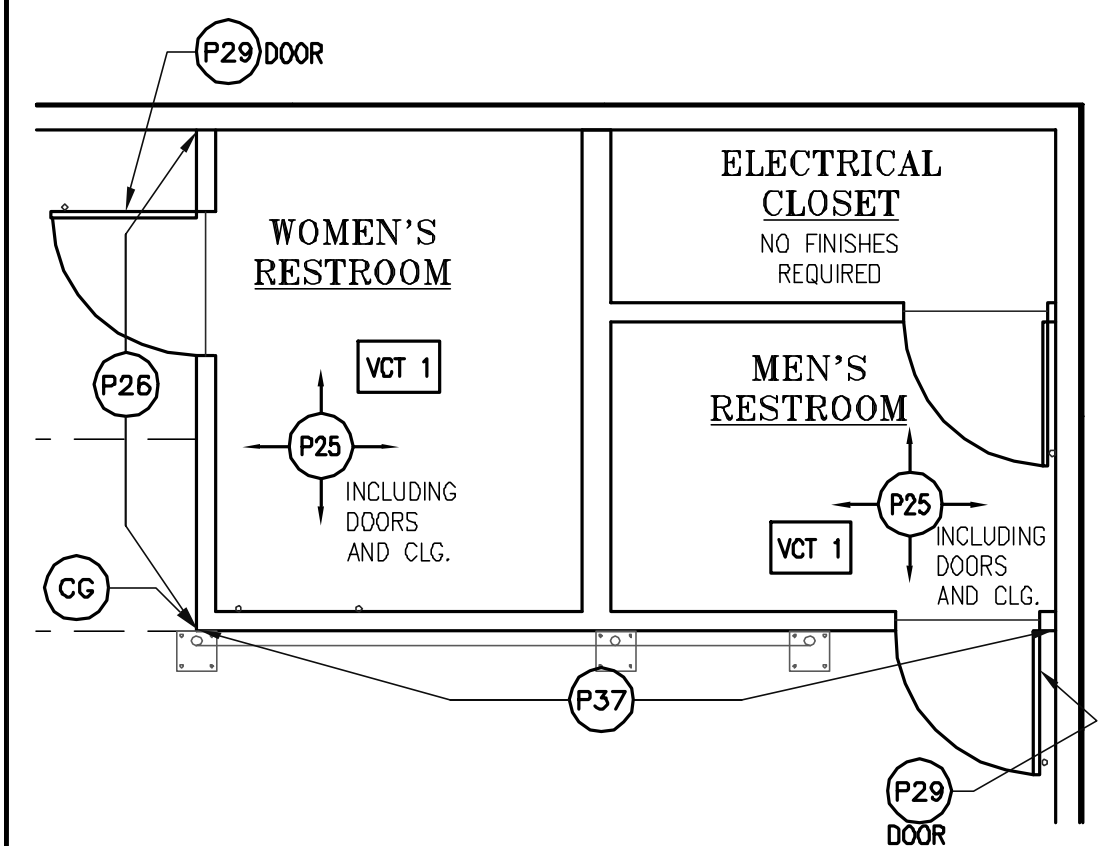 P29 DOOR
ELECTRICAL
CLOSET
NO FINISHES
REQUIRED
WOMEN'S
RESTROOM
VCT 1
P26
MEN'S
RESTROOM
P25
INCLUDING
DOORS
AND CLG.
P25
VCT 1
INCLUDING
DOORS
AND CLG.
CG
P37
P29
DOOR